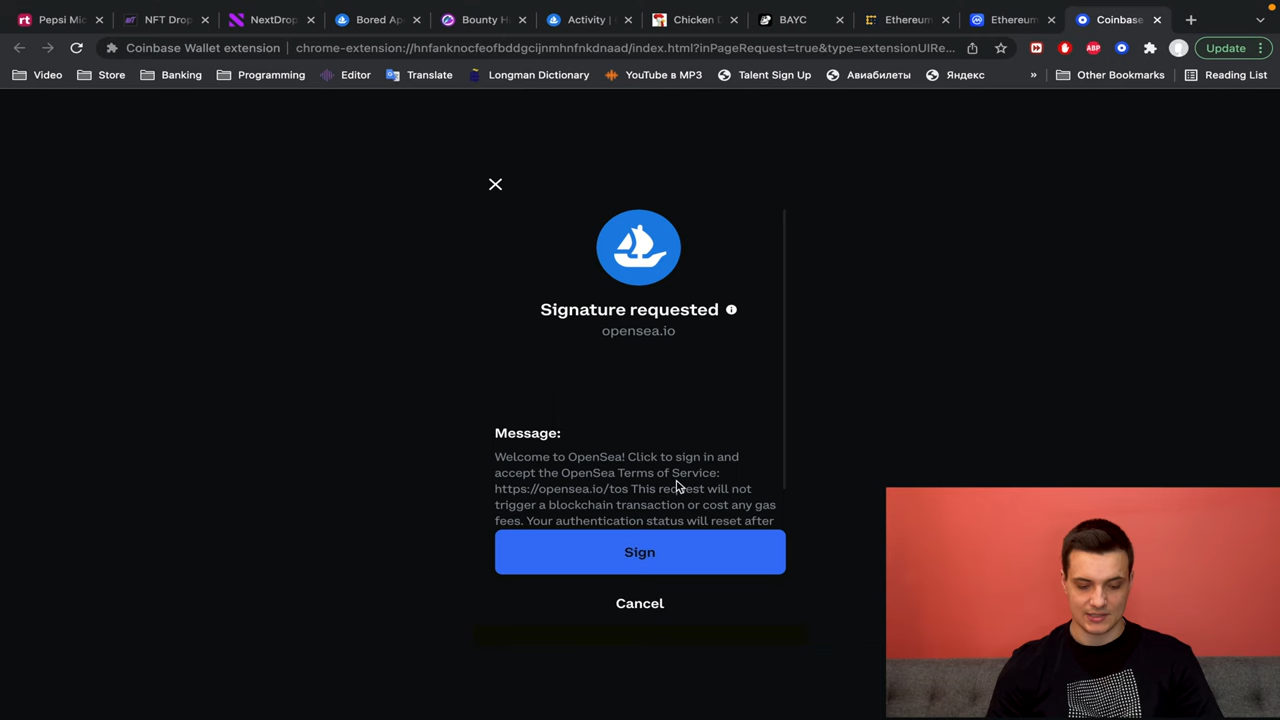 Pepsi Mic
NFT Drop
NextDrop
Bored Ap
Bounty H
Activity |
Chicken D
BAYC
Ethereum
Ethereum
Coinbase
Coinbase Wallet extension | chrome-extension://hnfanknocfeofbddgcijnmhnfnkdnaad/index.html?inPageRequest=true&type=extensionUIRe...
ABP
Update
Video
Store
Banking
Programming
Editor
Translate
Longman Dictionary
YouTube в MP3
Talent Sign Up
Авиабилеты
Яндекс
»
Other Bookmarks
Reading List
Signature requested
opensea.io
Message:
Welcome to OpenSea! Click to sign in and
accept the OpenSea Terms of Service:
https://opensea.io/tos This request will not
trigger a blockchain transaction or cost any gas
fees. Your authentication status will reset after
Sign
Cancel